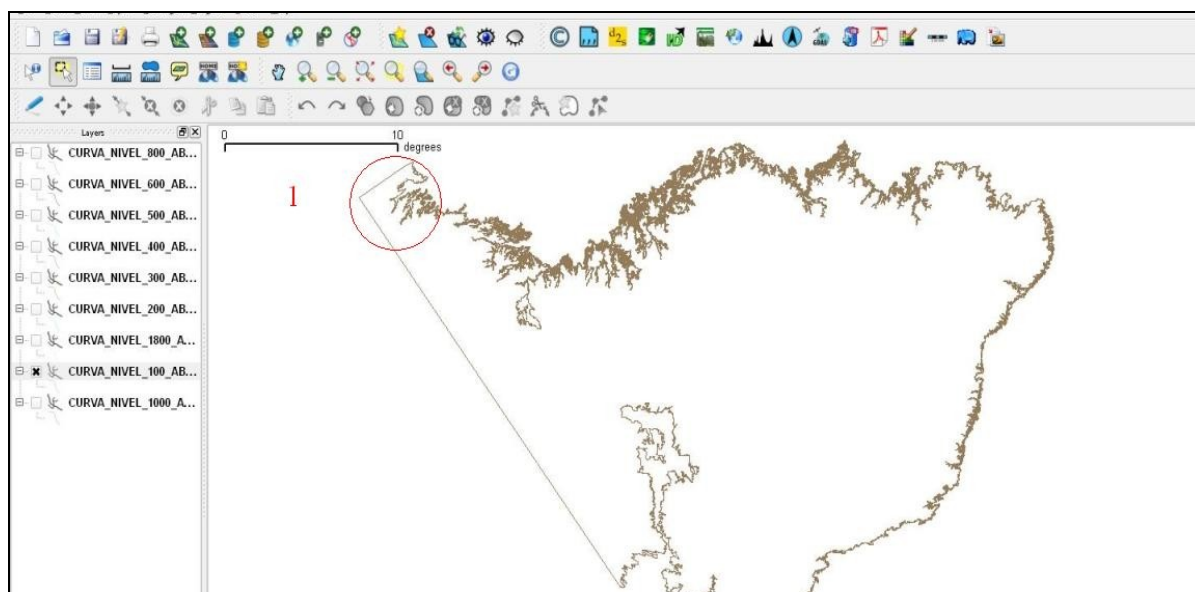 Layers
CURVA_NIVEL_800_AB...
CURVA_NIVEL_600_AB...
CURVA_NIVEL_500_AB...
CURVA_NIVEL_400_AB...
CURVA_NIVEL_300_AB...
CURVA_NIVEL_200_AB...
CURVA_NIVEL_1800_A...
CURVA_NIVEL_100_AB...
CURVA_NIVEL_1000_A...
0
10
degrees
1